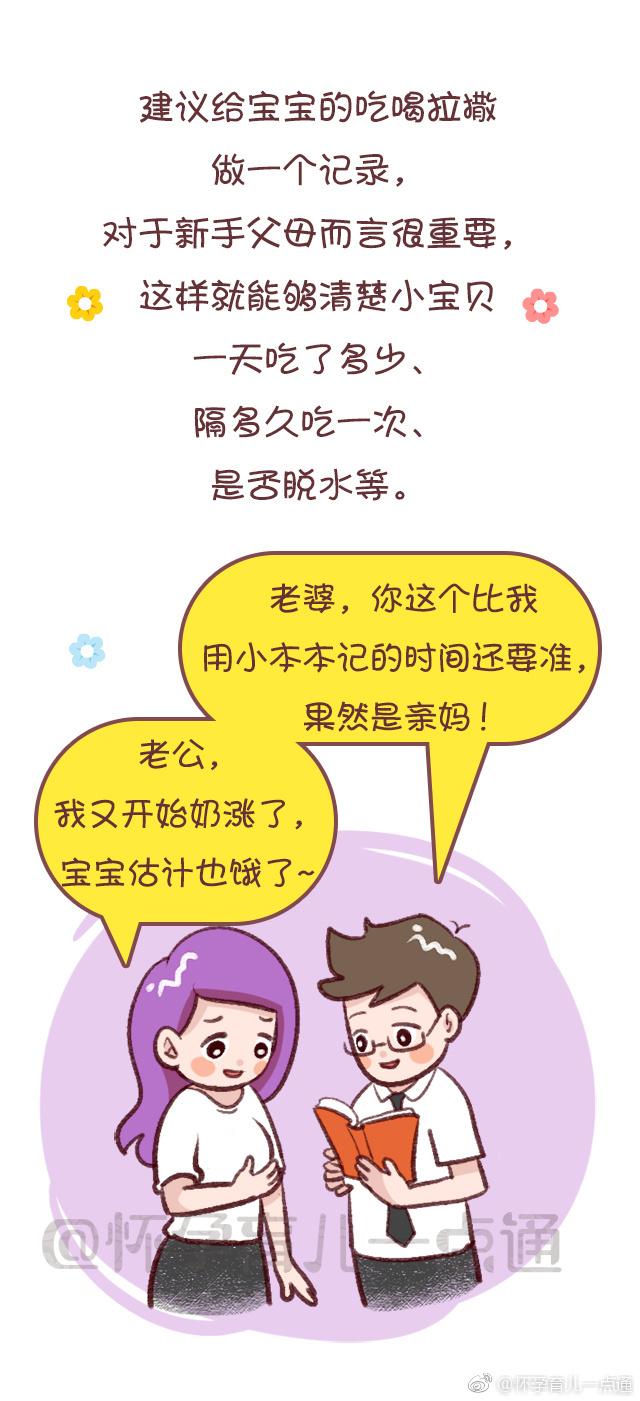 建议给宝宝的吃喝拉撒
做一个记录，
对于新手父母而言很重要，
这样就能够清楚小宝贝
一天吃了多少、
隔多久吃一次、
是否脱水等。
老婆，你这个比我
用小本本记的时间还要准，
果然是亲妈！
老公，
我又开始奶涨了，
宝宝估计也饿了~
@怀孕育儿一点通
@怀孕育儿一点通